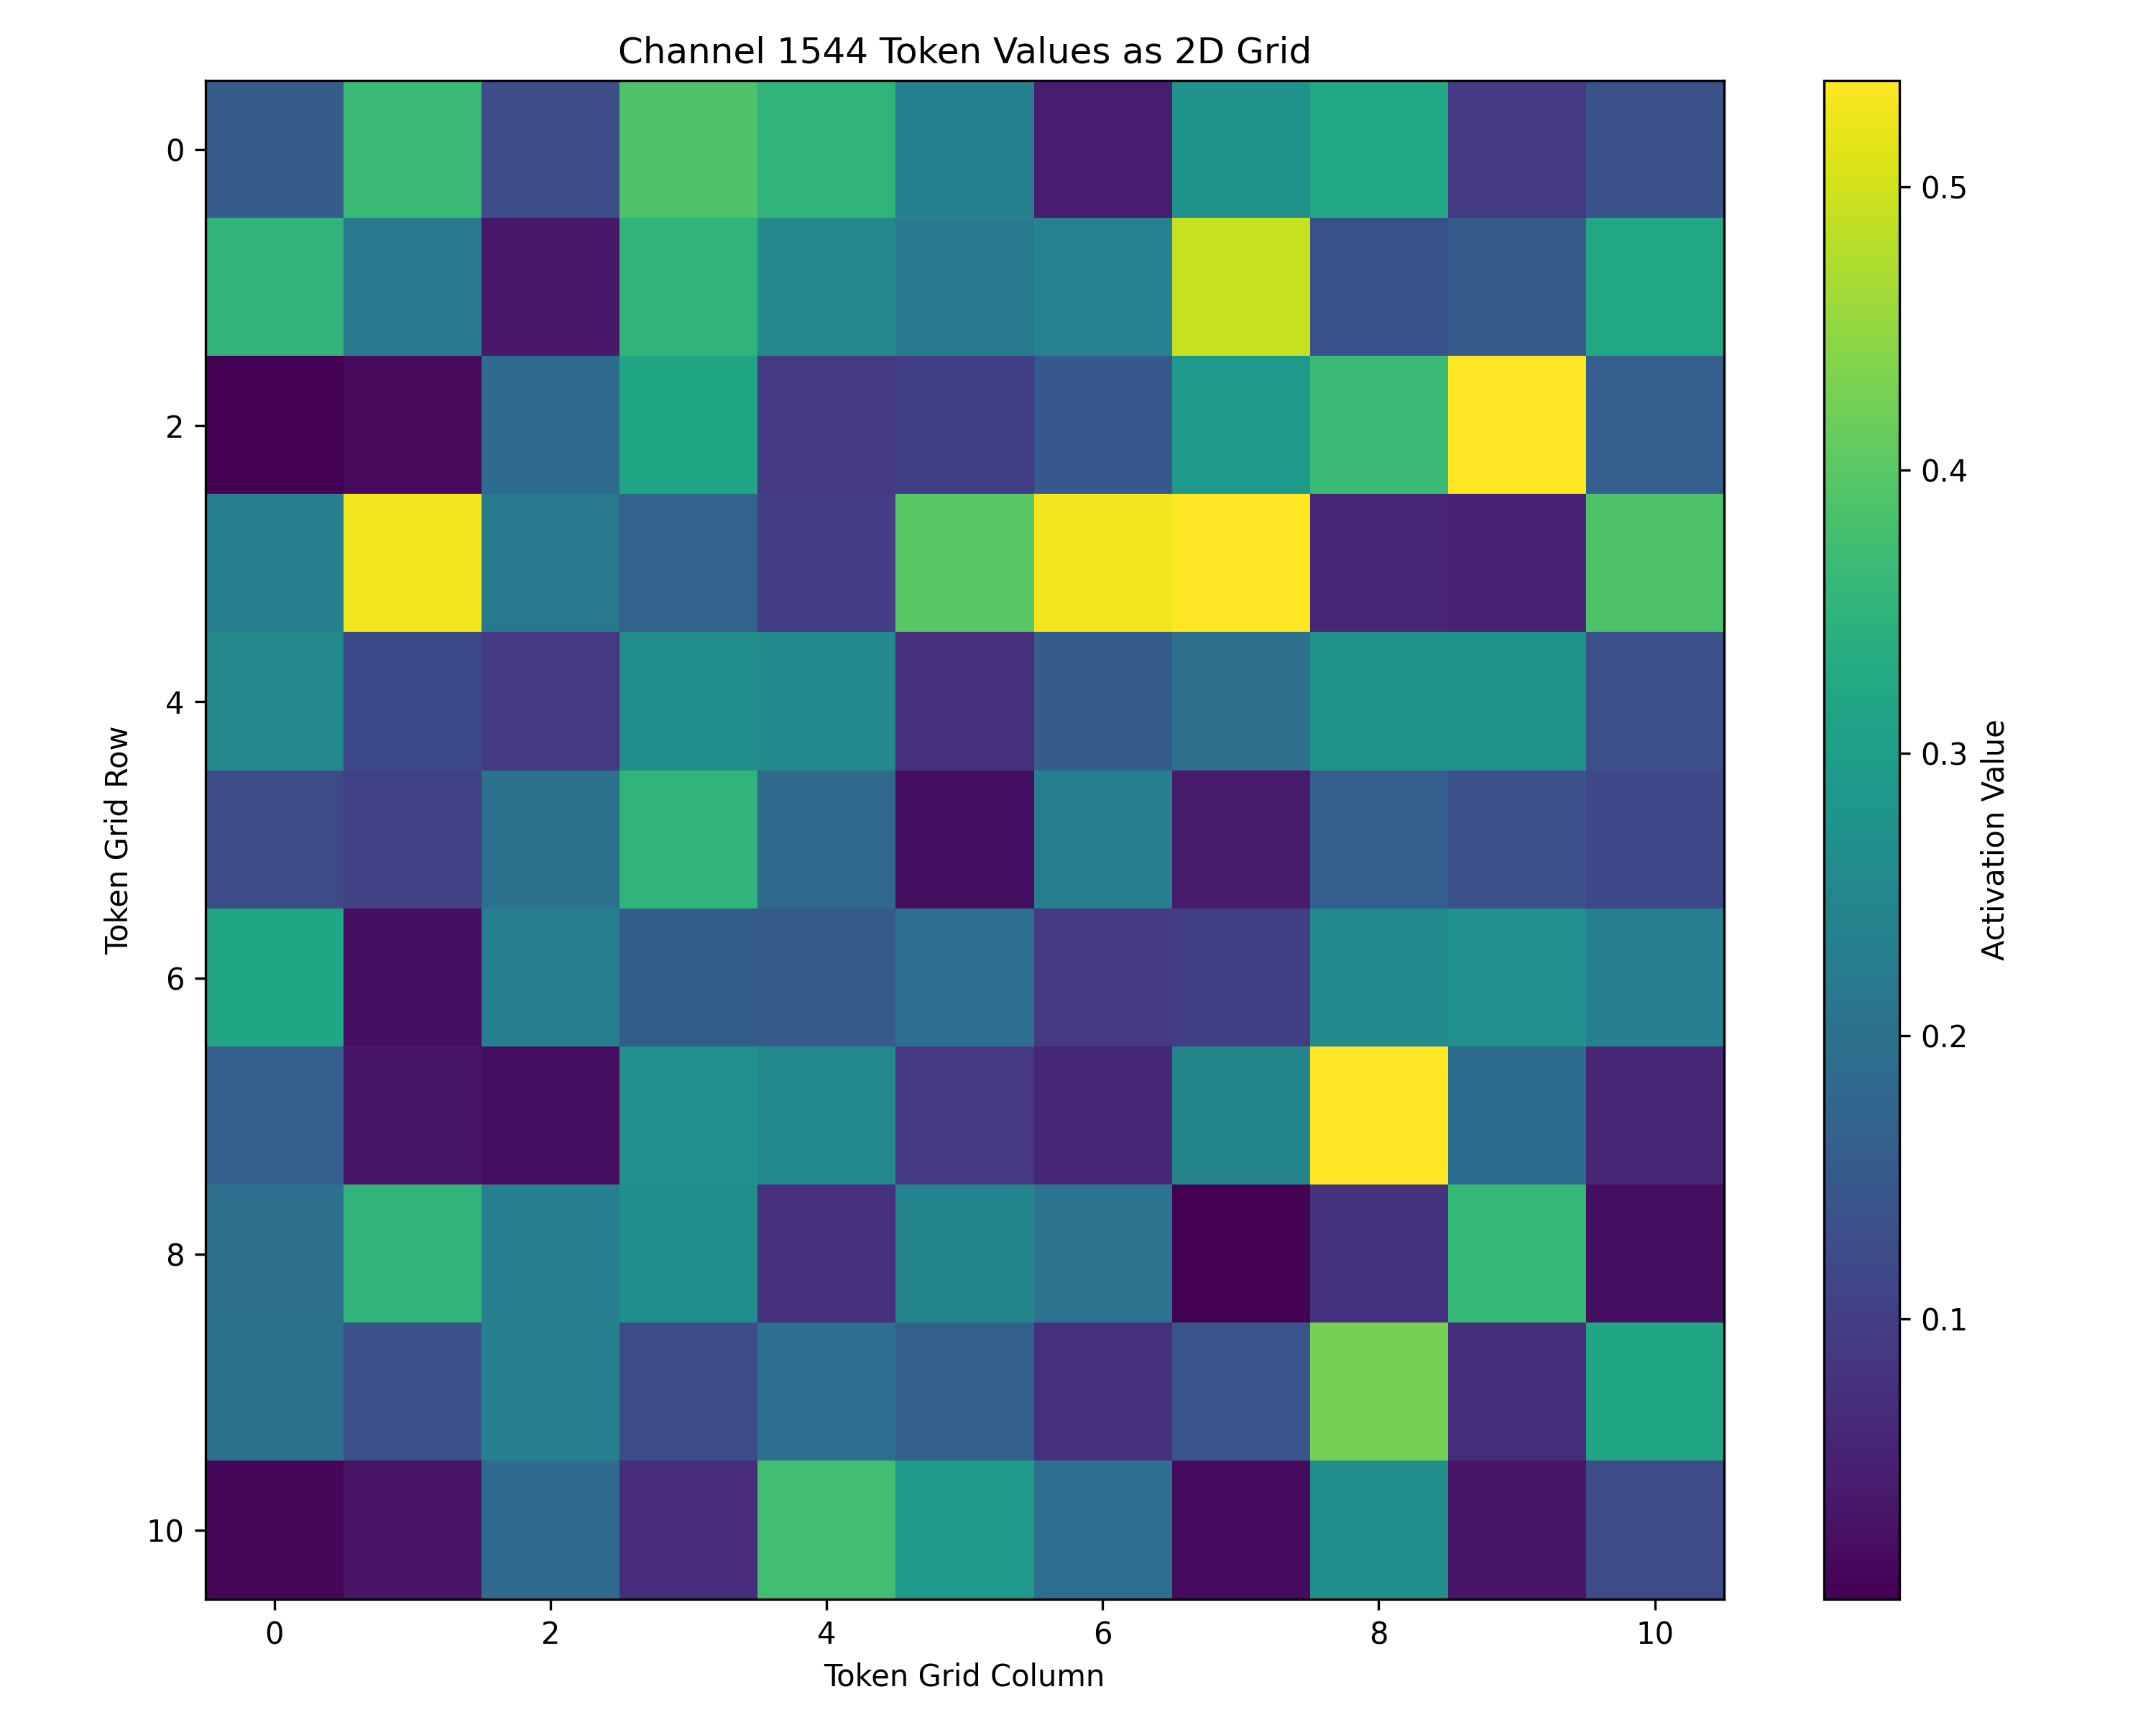 Channel 1544 Token Values as 2D Grid
0
2
4
6
8
10
Token Grid Row
0 2 4 6 8 10
Token Grid Column
0.5
0.4
0.3
0.2
0.1
Activation Value